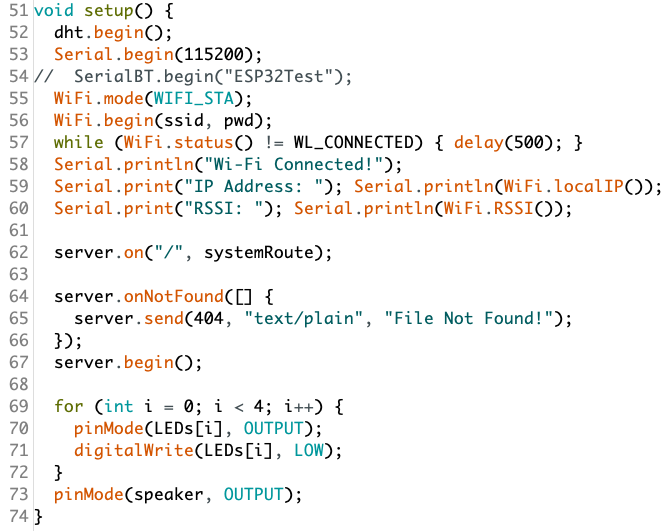 51 void setup() {
52   dht.begin();
53   Serial.begin(115200);
54 //  SerialBT.begin("ESP32Test");
55   WiFi.mode(WIFI_STA);
56   WiFi.begin(ssid, pwd);
57   while (WiFi.status() != WL_CONNECTED) { delay(500); }
58   Serial.println("Wi-Fi Connected!");
59   Serial.print("IP Address: "); Serial.println(WiFi.localIP());
60   Serial.print("RSSI: "); Serial.println(WiFi.RSSI());
61
62   server.on("/", systemRoute);
63
64   server.onNotFound([] {
65     server.send(404, "text/plain", "File Not Found!");
66   });
67   server.begin();
68
69   for (int i = 0; i < 4; i++) {
70     pinMode(LEDs[i], OUTPUT);
71     digitalWrite(LEDs[i], LOW);
72   }
73   pinMode(speaker, OUTPUT);
74 }